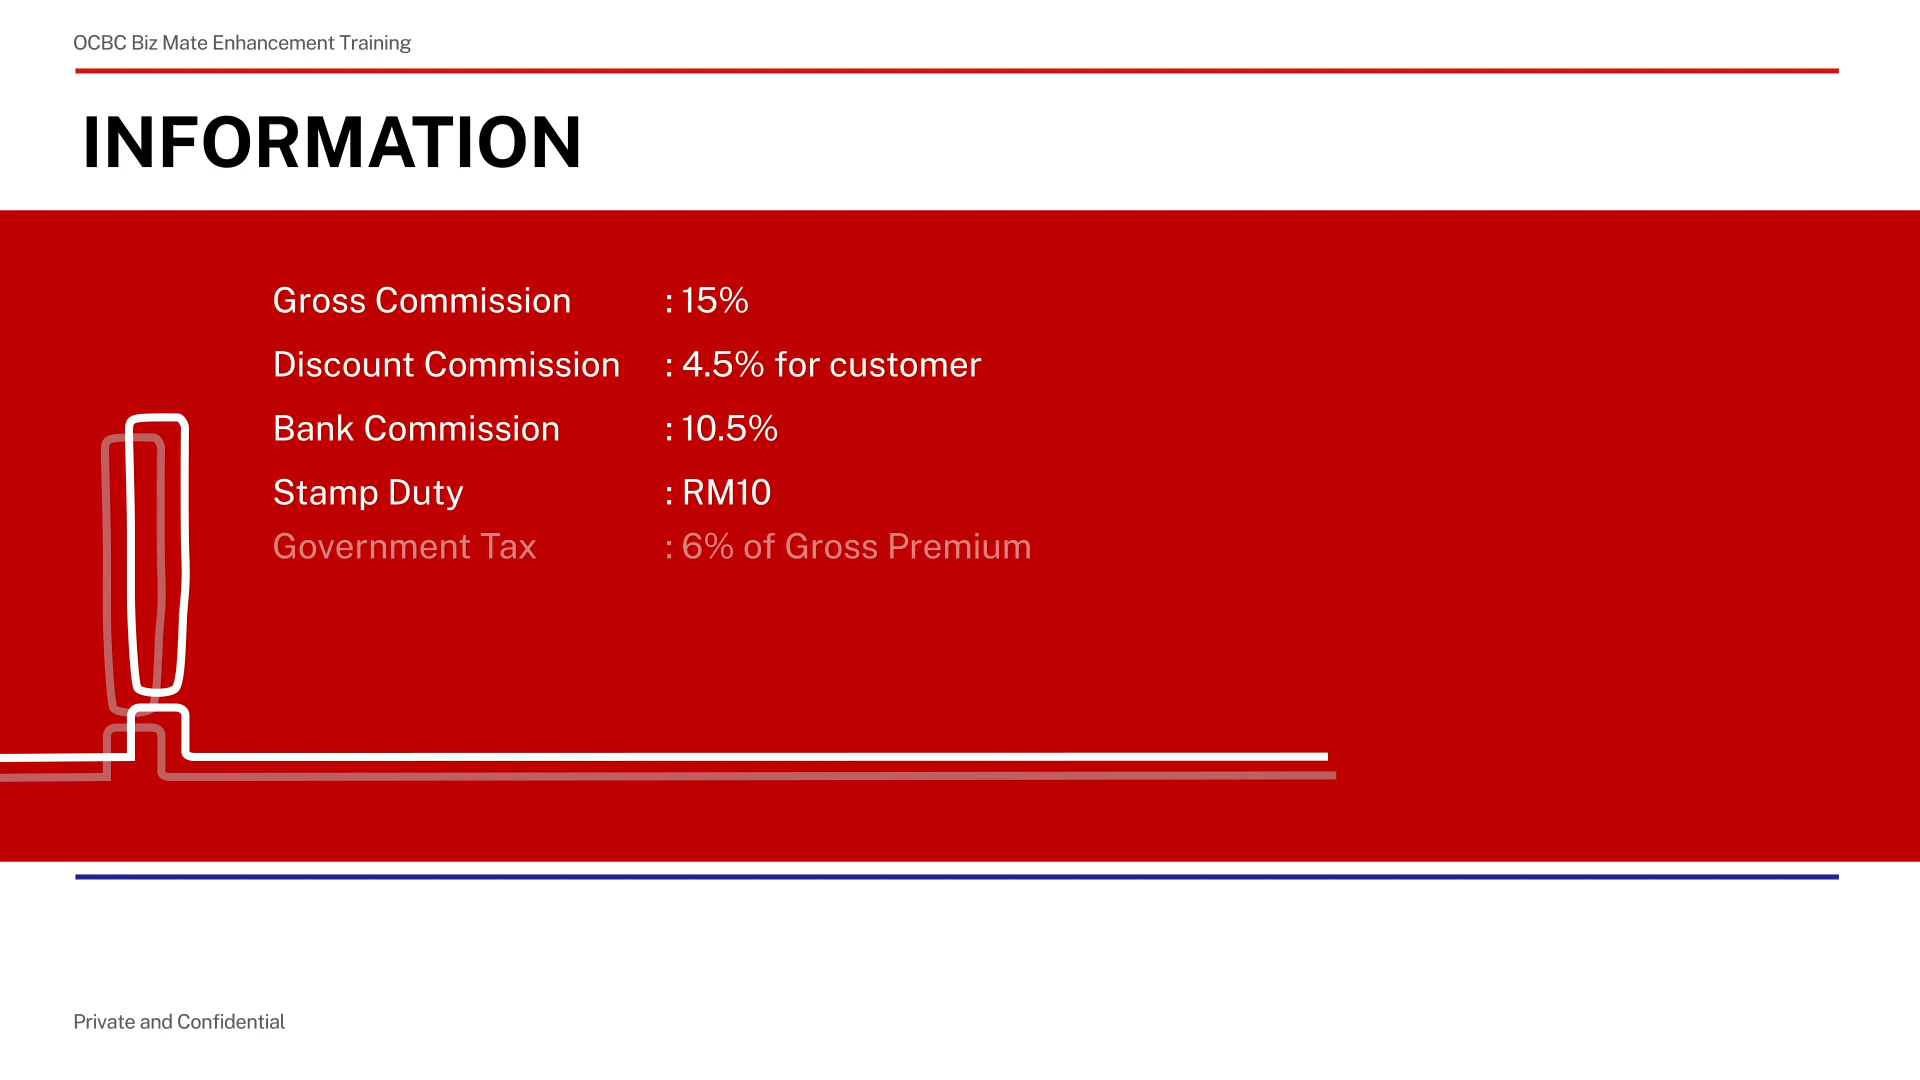 OCBC Biz Mate Enhancement Training
INFORMATION
Gross Commission : 15%
Discount Commission : 4.5% for customer
Bank Commission : 10.5%
Stamp Duty : RM10
Government Tax : 6% of Gross Premium
Private and Confidential